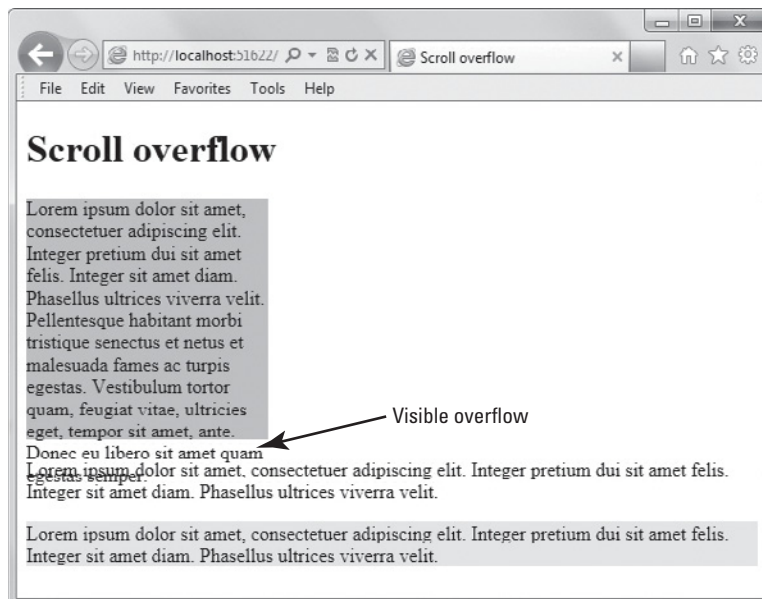 http://localhost:51622/
Scroll overflow
File Edit View Favorites Tools Help
Scroll overflow
Lorem ipsum dolor sit amet,
consectetuer adipiscing elit.
Integer pretium dui sit amet
felis. Integer sit amet diam.
Phasellus ultrices viverra velit.
Pellentesque habitant morbi
tristique senectus et netus et
malesuada fames ac turpis
egestas. Vestibulum tortor
quam, feugiat vitae, ultricies
eget, tempor sit amet, ante.
Donec eu libero sit amet quam
egestas semper.
Visible overflow
Lorem ipsum dolor sit amet, consectetuer adipiscing elit. Integer pretium dui sit amet felis.
Integer sit amet diam. Phasellus ultrices viverra velit.
Lorem ipsum dolor sit amet, consectetuer adipiscing elit. Integer pretium dui sit amet felis.
Integer sit amet diam. Phasellus ultrices viverra velit.